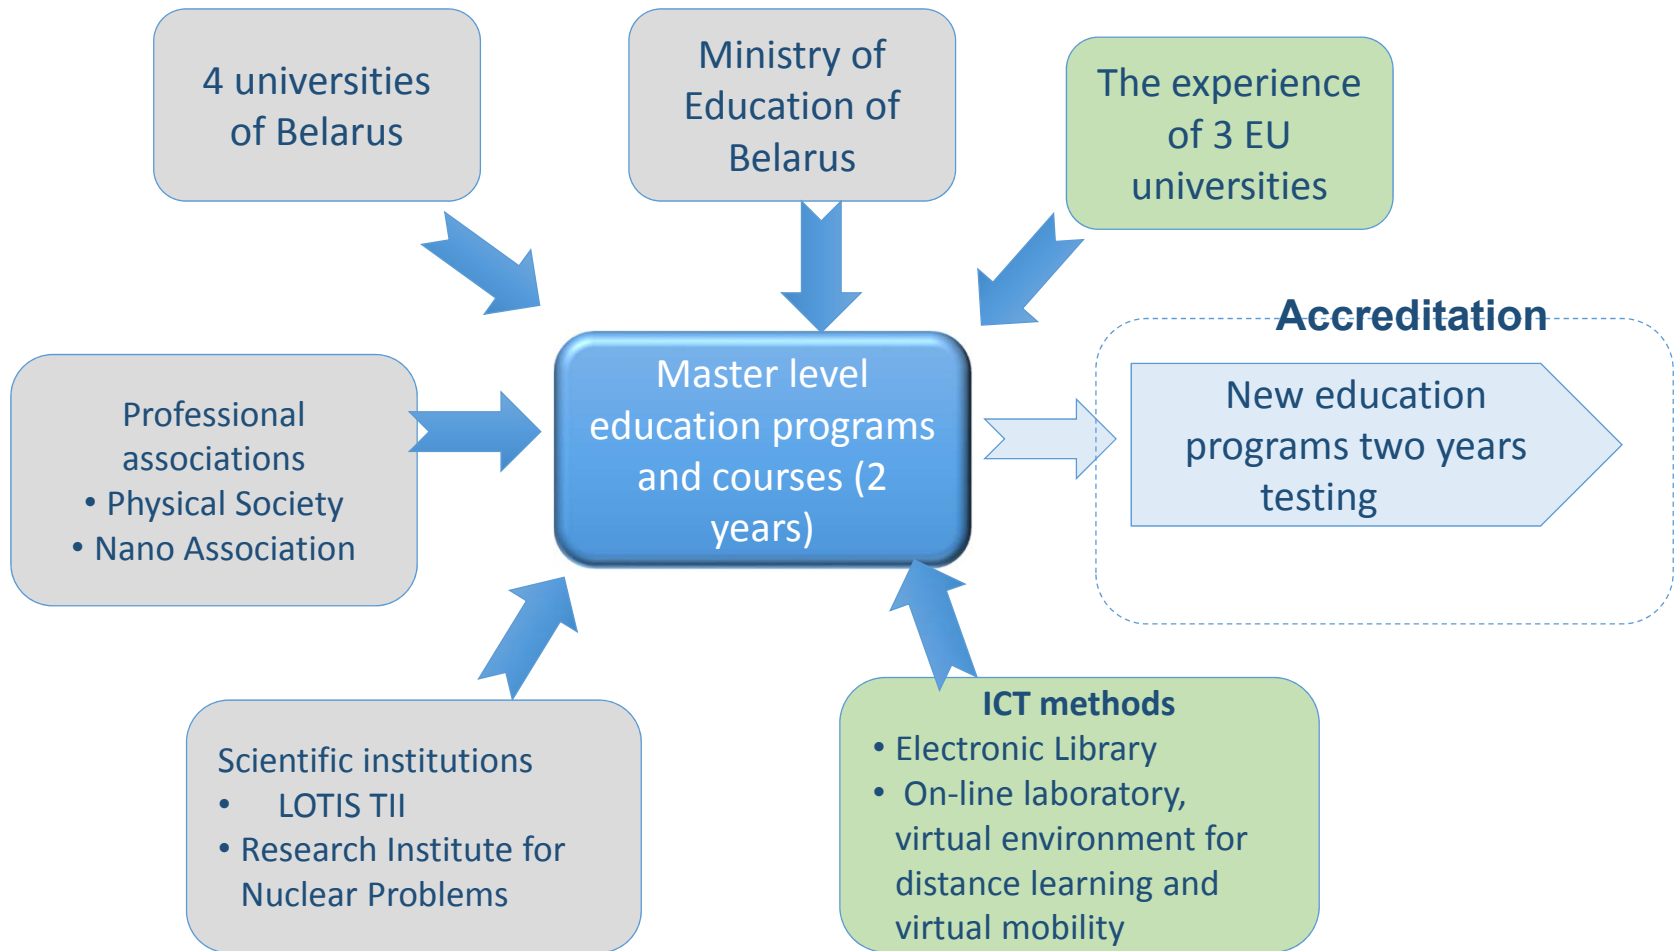 4 universities
of Belarus
Ministry of
Education of
Belarus
The experience
of 3 EU
universities
Professional
associations
• Physical Society
• Nano Association
Master level
education programs
and courses (2
years)
Accreditation
New education
programs two years
testing
Scientific institutions
• LOTIS TII
• Research Institute for
Nuclear Problems
ICT methods
• Electronic Library
• On-line laboratory,
virtual environment for
distance learning and
virtual mobility